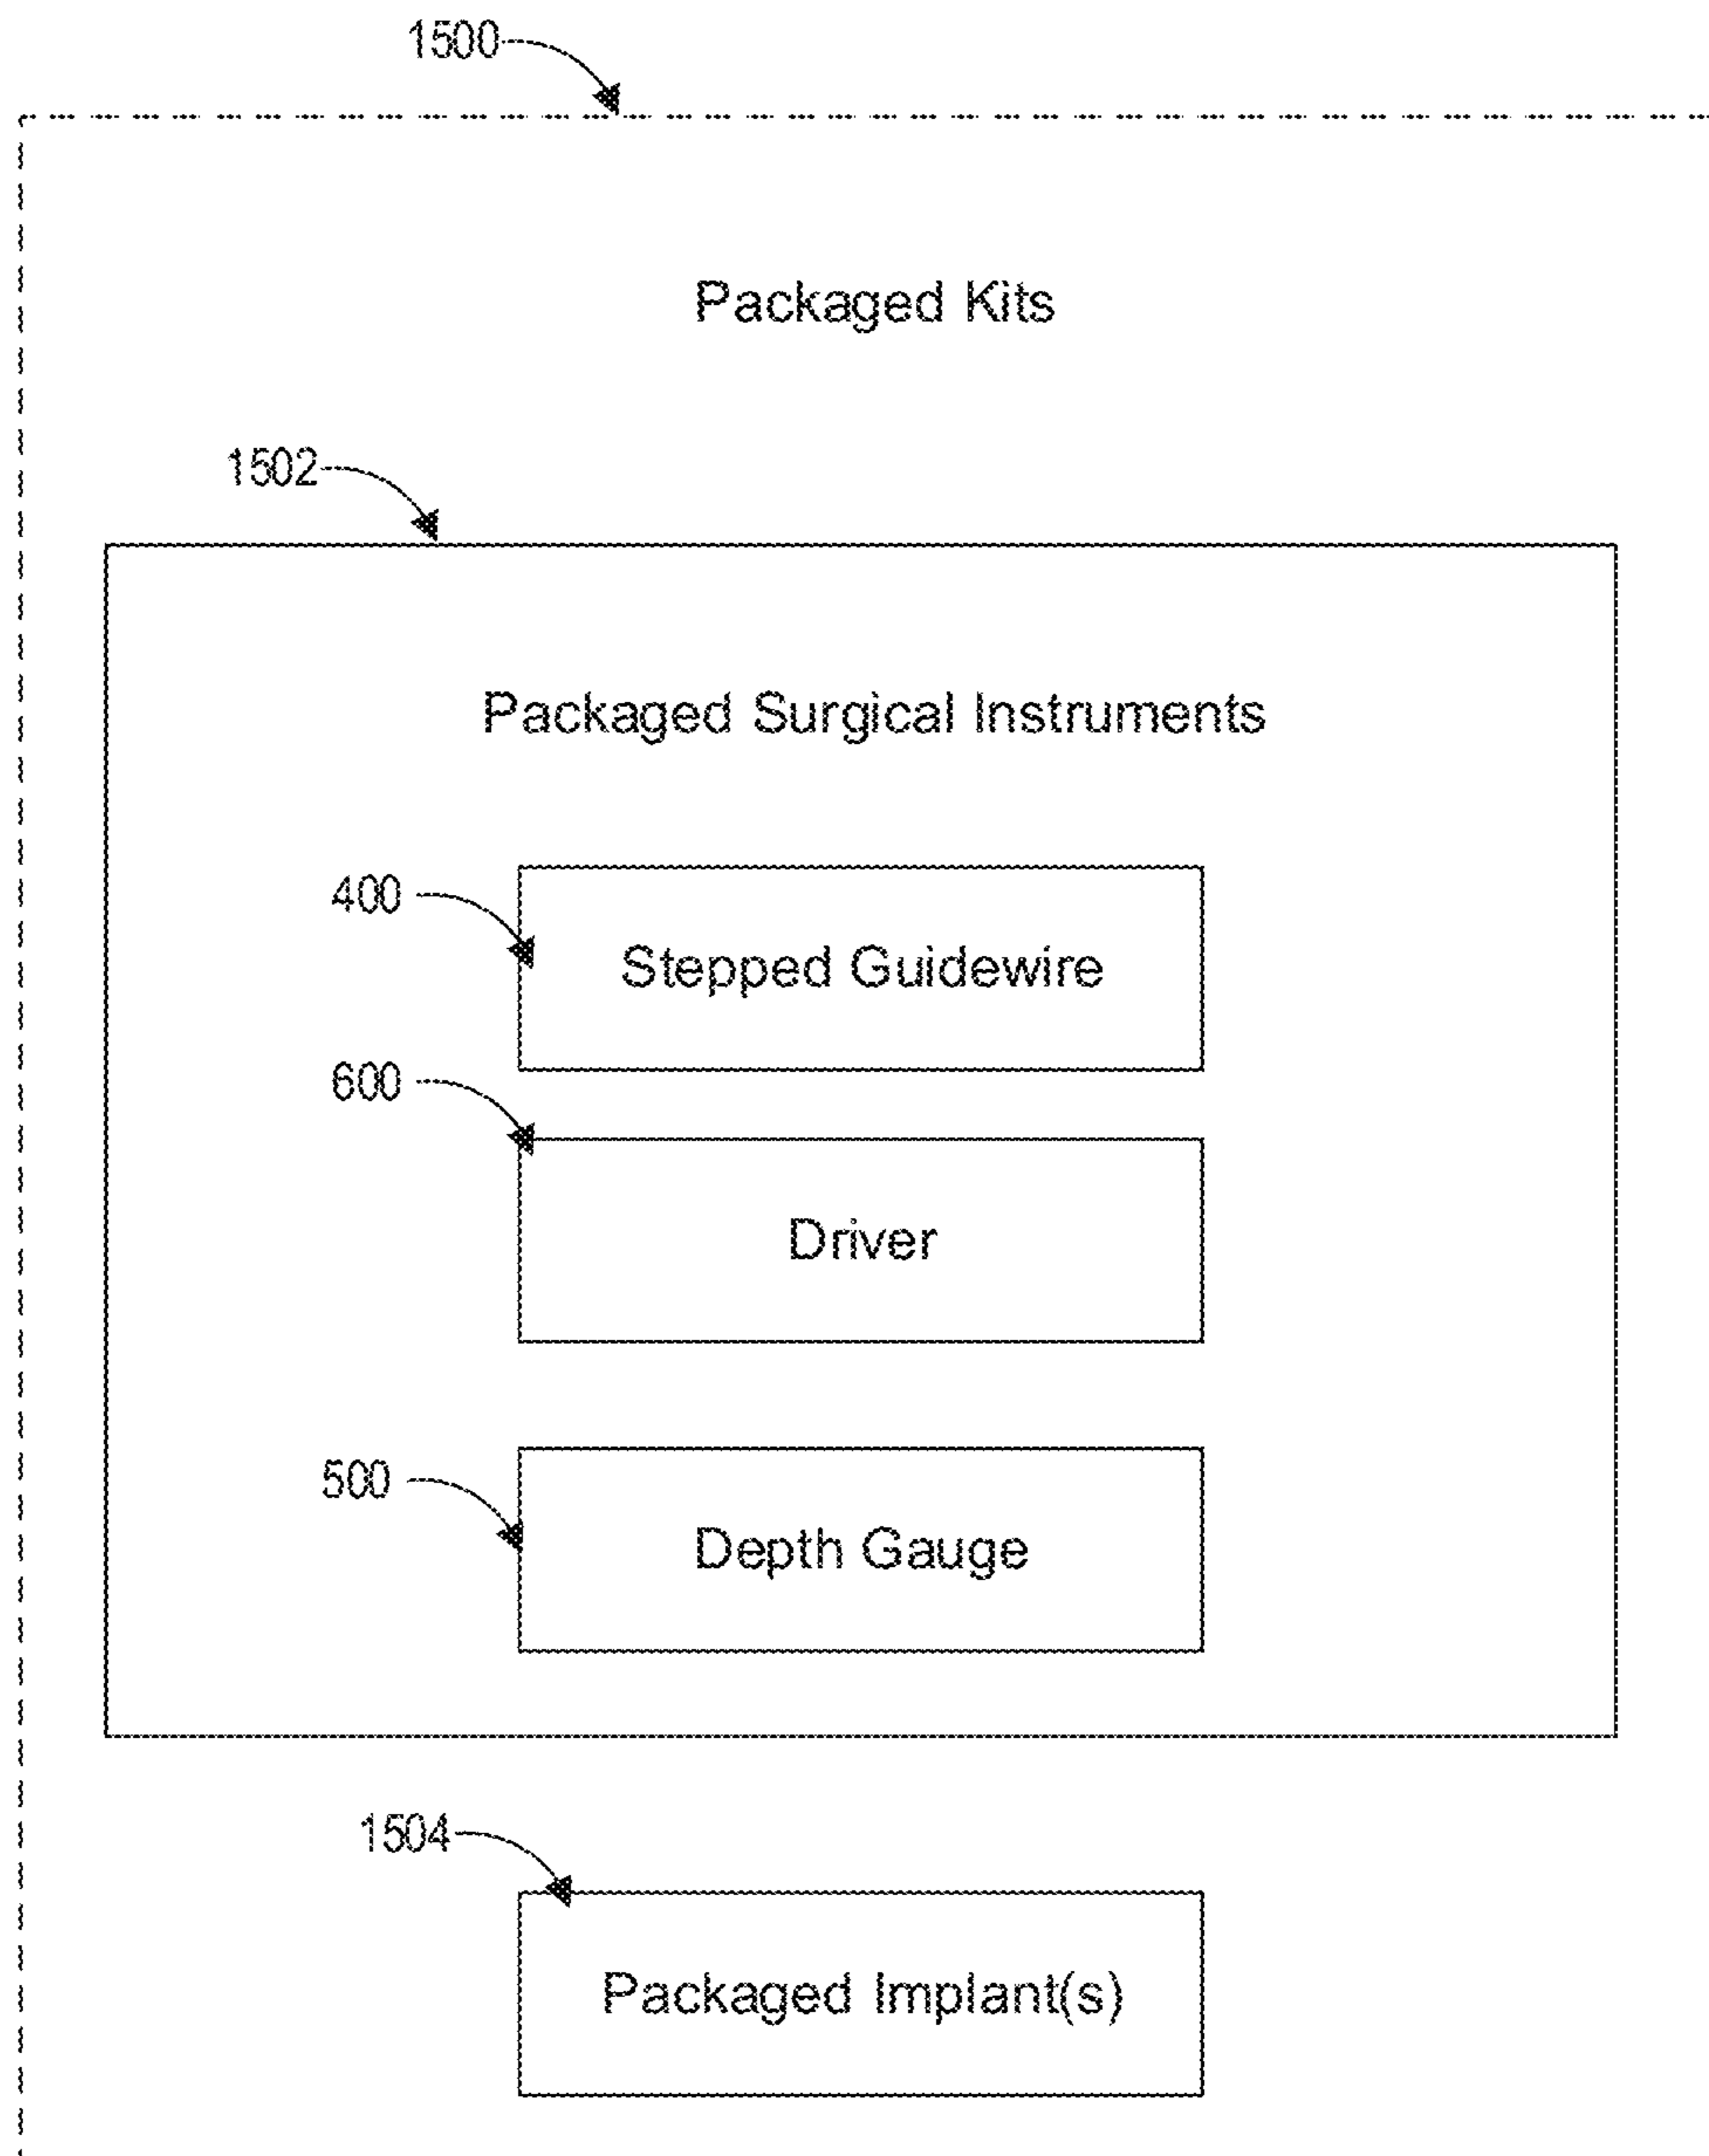 1500
Packaged Kits
1502
Packaged Surgical Instruments
400
Stepped Guidewire
600
Driver
500
Depth Gauge
1504
Packaged Implant(s)